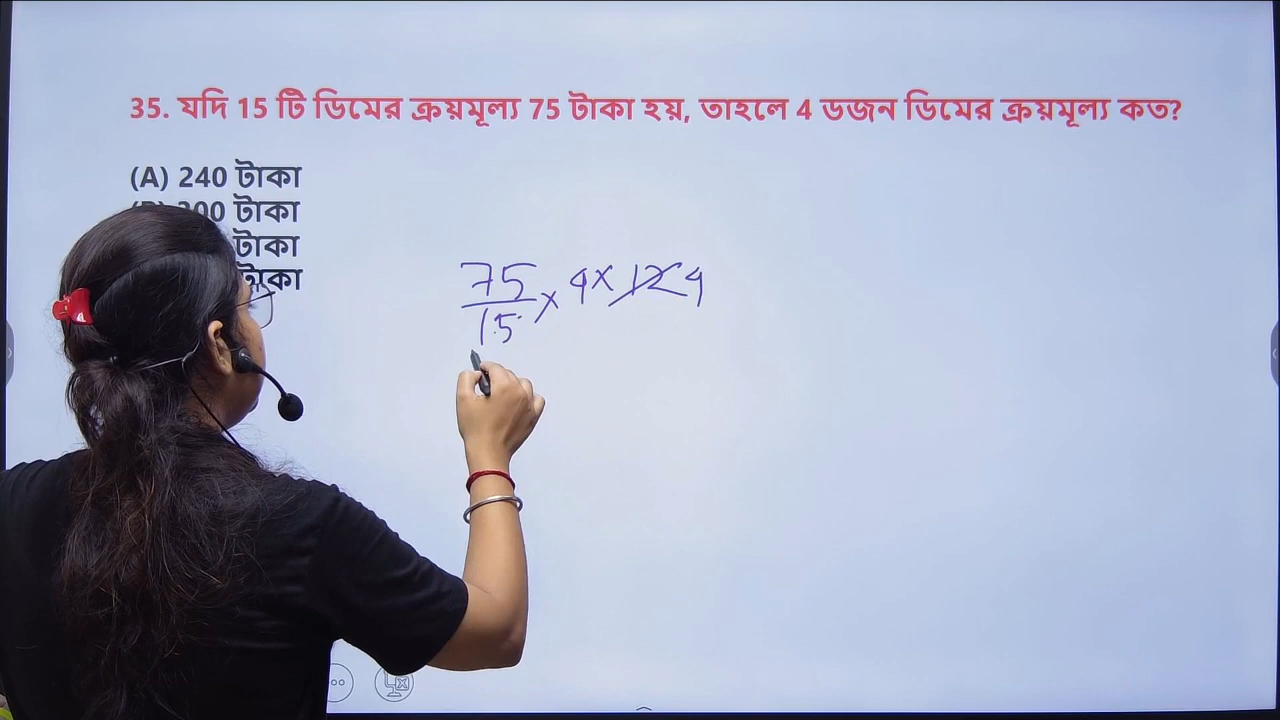 35. যদি 15 টি ডিমের ক্রয়মূল্য 75 টাকা হয়, তাহলে 4 ডজন ডিমের ক্রয়মূল্য কত?
(A) 240 টাকা
টাকা
টাকা
টাকা
75
15
× 4 × 12 4